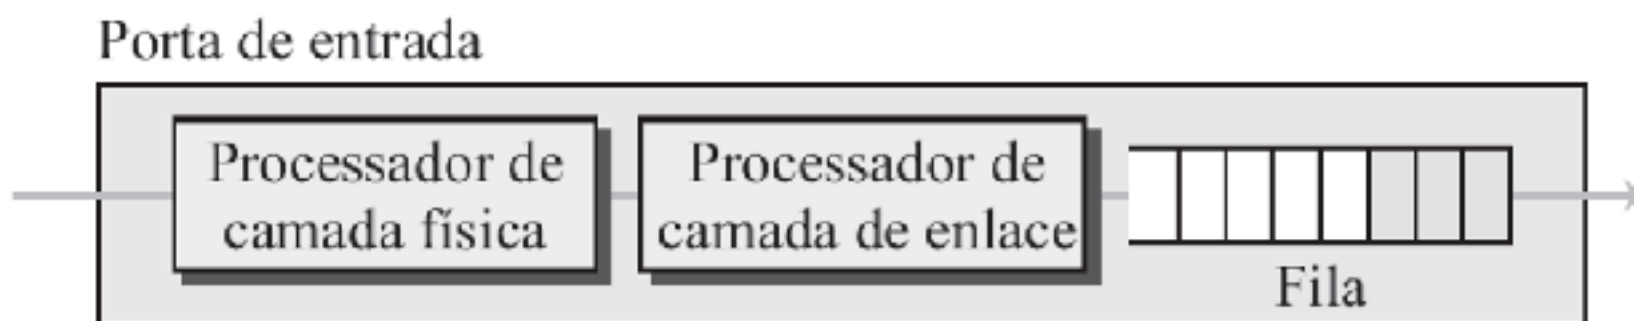 Porta de entrada
Processador de
camada física
Processador de
camada de enlace
Fila